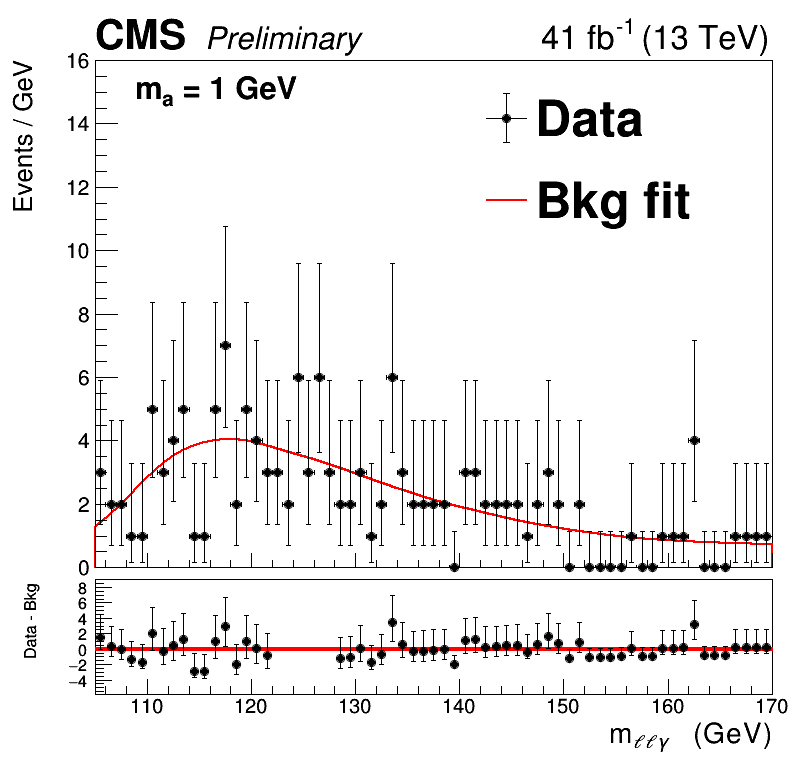 CMS Preliminary 41 fb-1 (13 TeV)
Events / GeV
16
14
12
10
8
6
4
2
0
ma = 1 GeV
Data
Bkg fit
Data - Bkg
8
6
4
2
0
−2
−4
110 120 130 140 150 160 170
mℓℓγ (GeV)